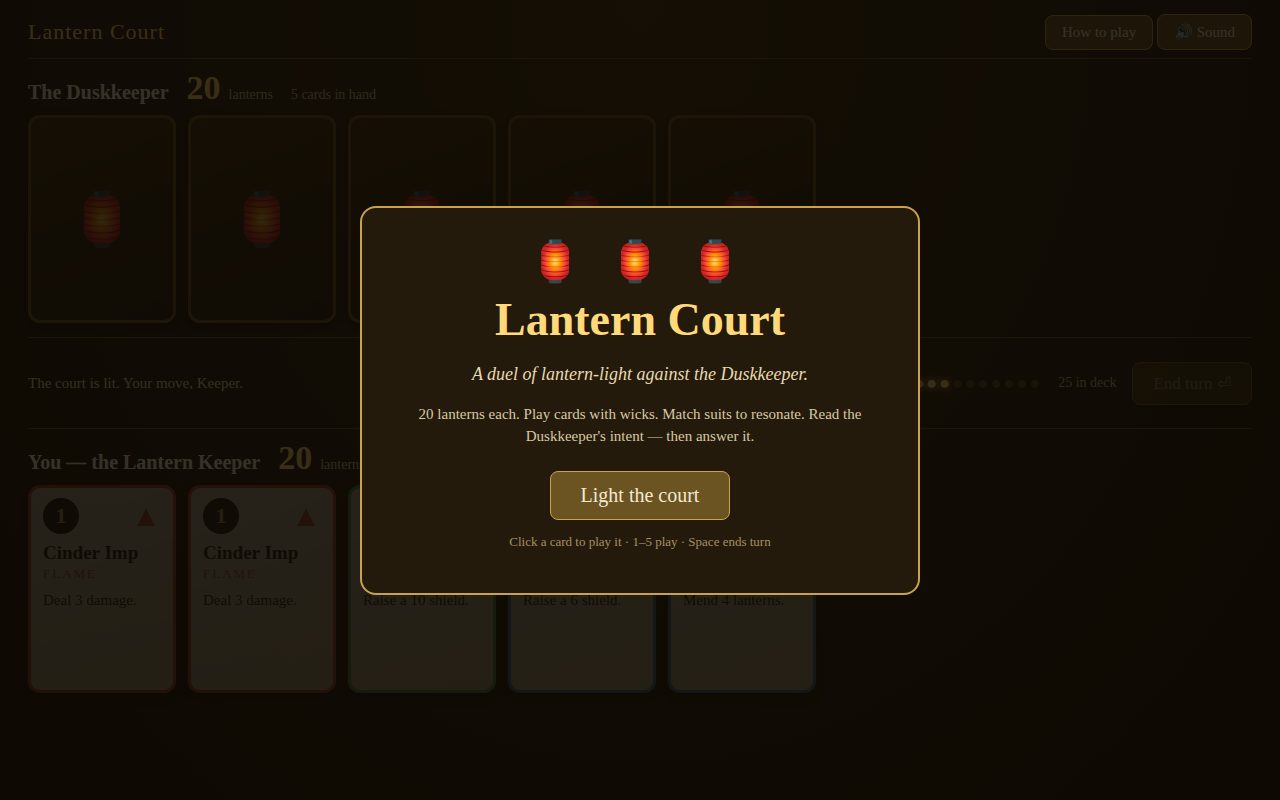 Lantern Court
How to play
Sound
The Duskkeeper 20 lanterns 5 cards in hand
Lantern Court
A duel of lantern-light against the Duskkeeper.
20 lanterns each. Play cards with wicks. Match suits to resonate. Read the
Duskkeeper's intent — then answer it.
Light the court
Click a card to play it · 1–5 play · Space ends turn
The court is lit. Your move, Keeper.
25 in deck
End turn ⏎
You — the Lantern Keeper 20 lantern
1
Cinder Imp
FLAME
Deal 3 damage.
1
Cinder Imp
FLAME
Deal 3 damage.
Raise a 10 shield.
Raise a 6 shield.
Mend 4 lanterns.